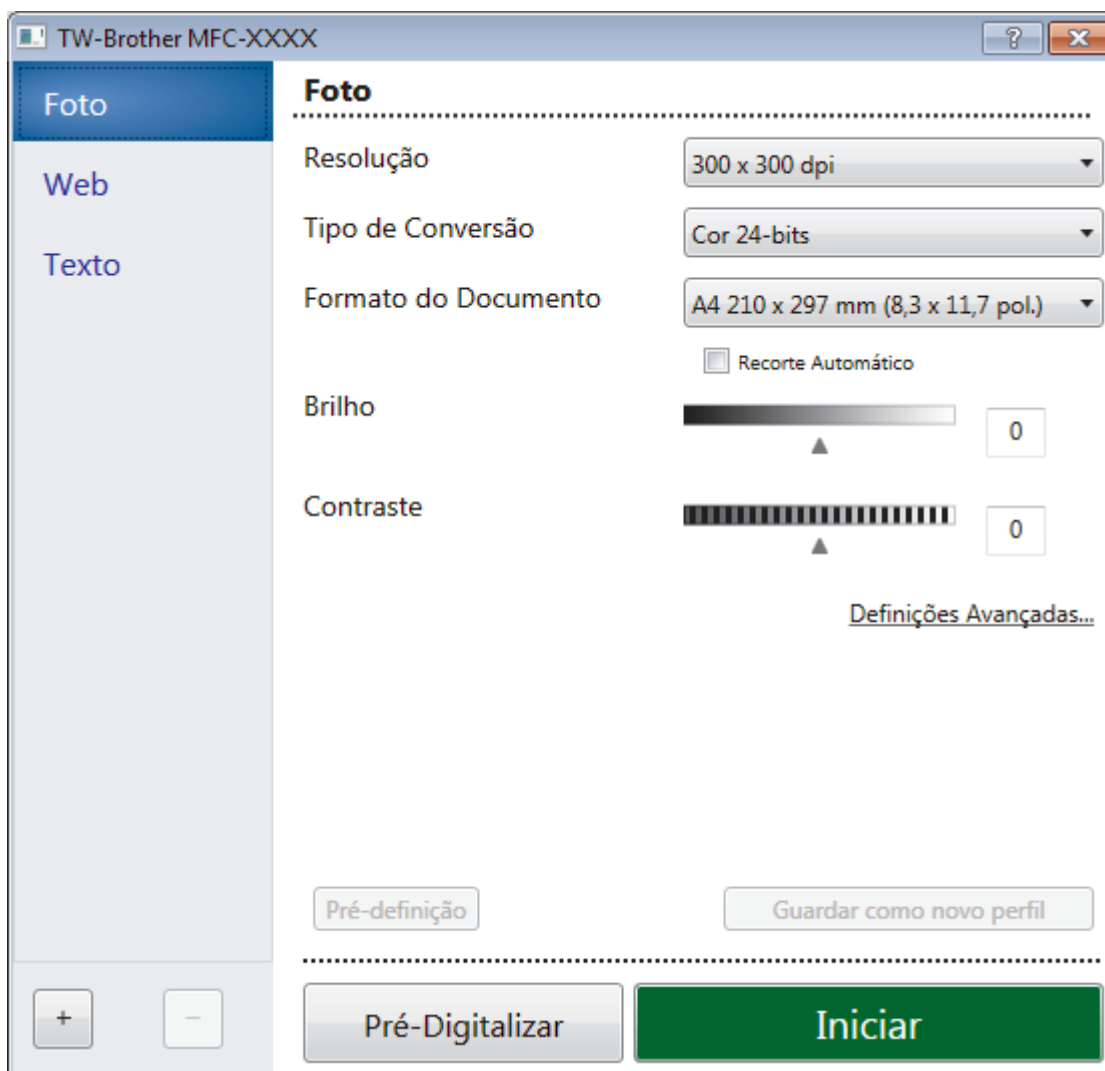 TW-Brother MFC-XXXX
Foto
Web
Texto
Foto
Resolução
300 x 300 dpi
Tipo de Conversão
Cor 24-bits
Formato do Documento
A4 210 x 297 mm (8,3 x 11,7 pol.)
Recorte Automático
Brilho
0
Contraste
0
Definições Avançadas...
Pré-definição
Guardar como novo perfil
+
−
Pré-Digitalizar
Iniciar